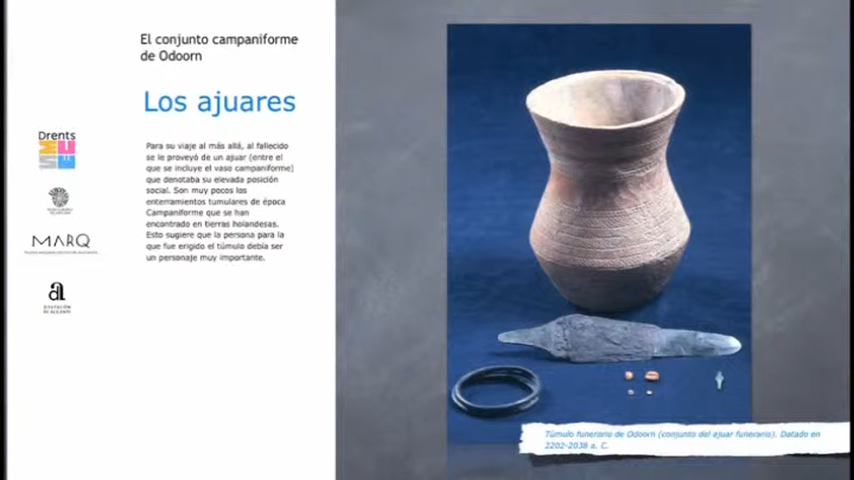 El conjunto campaniforme
de Odoorn
Los ajuares
Drents
Para su viaje al más allá, al fallecido
se le proveyó de un ajuar (entre el
que se incluye el vaso campaniforme)
que denotaba su elevada posición
social. Son muy pocos los
enterramientos tumulares de época
Campaniforme que se han
encontrado en tierras holandesas.
Esto sugiere que la persona para la
que fue erigido el túmulo debía ser
un personaje muy importante.
MARQ
DIPUTACIÓN
DE ALICANTE
Túmulo funerario de Odoorn (conjunto del ajuar funerario). Datado en
2202-2038 a. C.